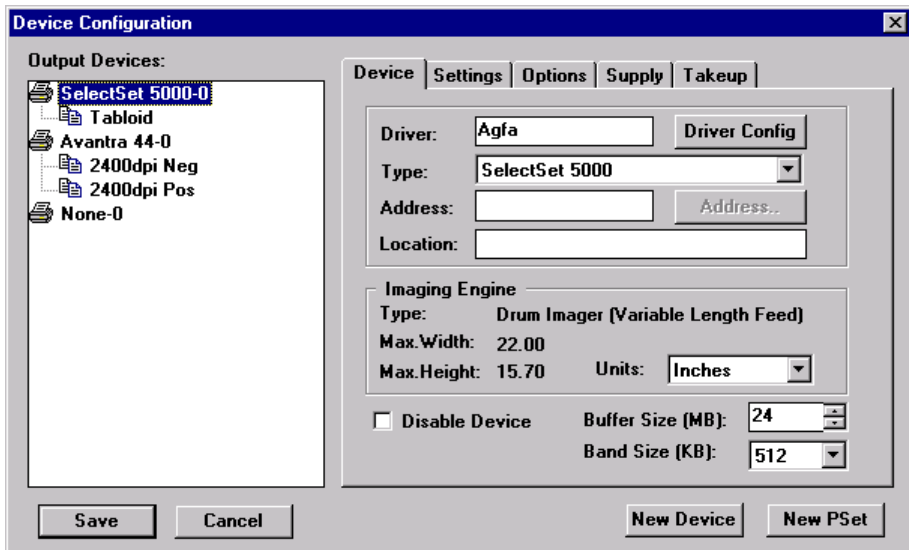 Device Configuration
Output Devices:
SelectSet 5000-0
Tabloid
Avantra 44-0
2400dpi Neg
2400dpi Pos
None-0
Device Settings Options Supply Takeup
Driver: Agfa Driver Config
Type: SelectSet 5000
Address: Address..
Location:
Imaging Engine
Type: Drum Imager (Variable Length Feed)
Max.Width: 22.00
Max.Height: 15.70 Units: Inches
Disable Device Buffer Size (MB): 24
Band Size (KB): 512
Save Cancel New Device New PSet